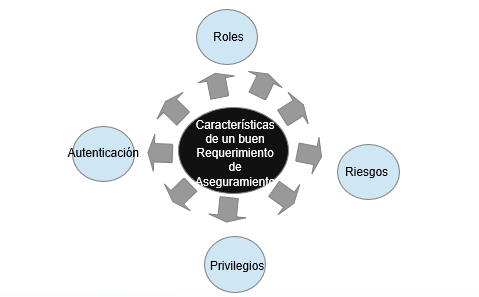 Roles
Características
de un buen
Requerimiento
de
Aseguramiento
Autenticación
Riesgos
Privilegios